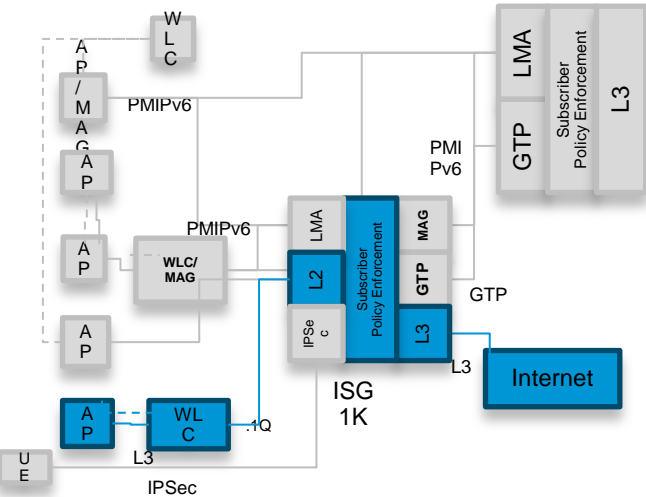 W
L
C
A
P
/
M
A
G
PMIPv6
A
P
A
P
PMIPv6
WLC/
MAG
A
P
LMA
L2
IPSe
c
Subscriber
Policy Enforcement
MAG
GTP
L3
PMI
Pv6
GTP
LMA
GTP
Subscriber
Policy Enforcement
L3
L3
Internet
ISG
1K
A
P
WL
C
.1Q
L3
U
E
IPSec